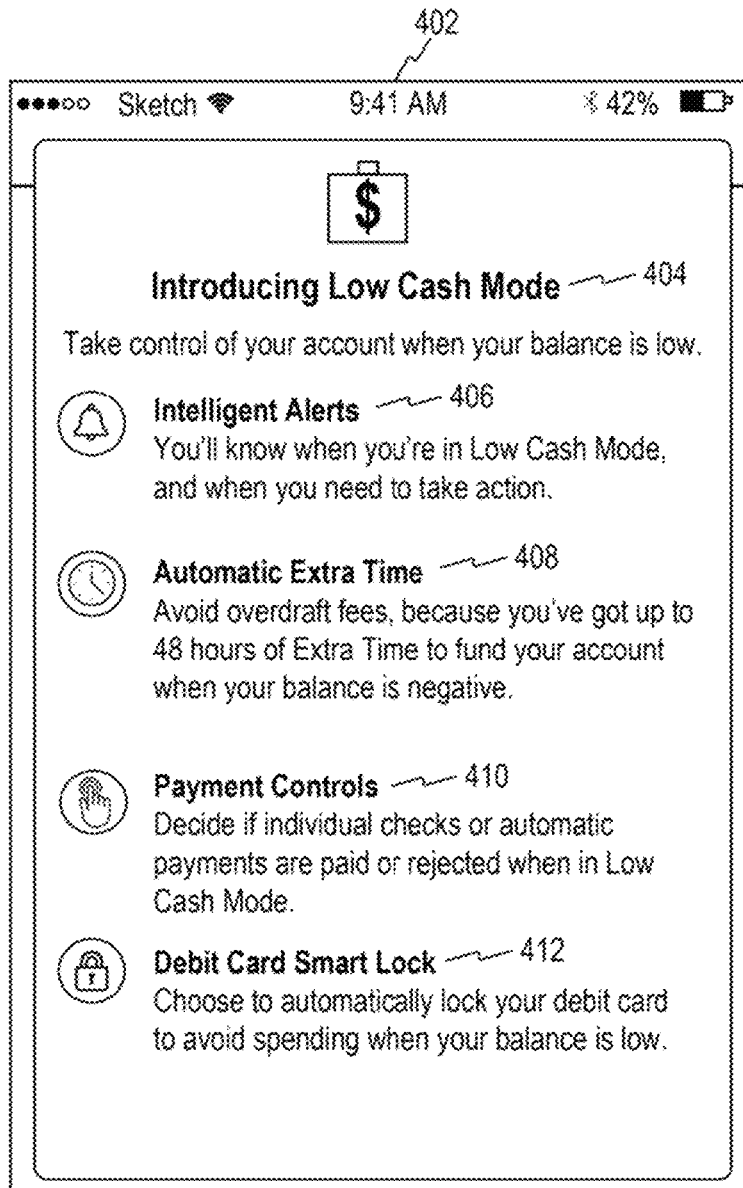 402
Sketch 9:41 AM 42%
$
Introducing Low Cash Mode 404
Take control of your account when your balance is low.
Intelligent Alerts 406
You'll know when you're in Low Cash Mode,
and when you need to take action.
Automatic Extra Time 408
Avoid overdraft fees, because you've got up to
48 hours of Extra Time to fund your account
when your balance is negative.
Payment Controls 410
Decide if individual checks or automatic
payments are paid or rejected when in Low
Cash Mode.
Debit Card Smart Lock 412
Choose to automatically lock your debit card
to avoid spending when your balance is low.